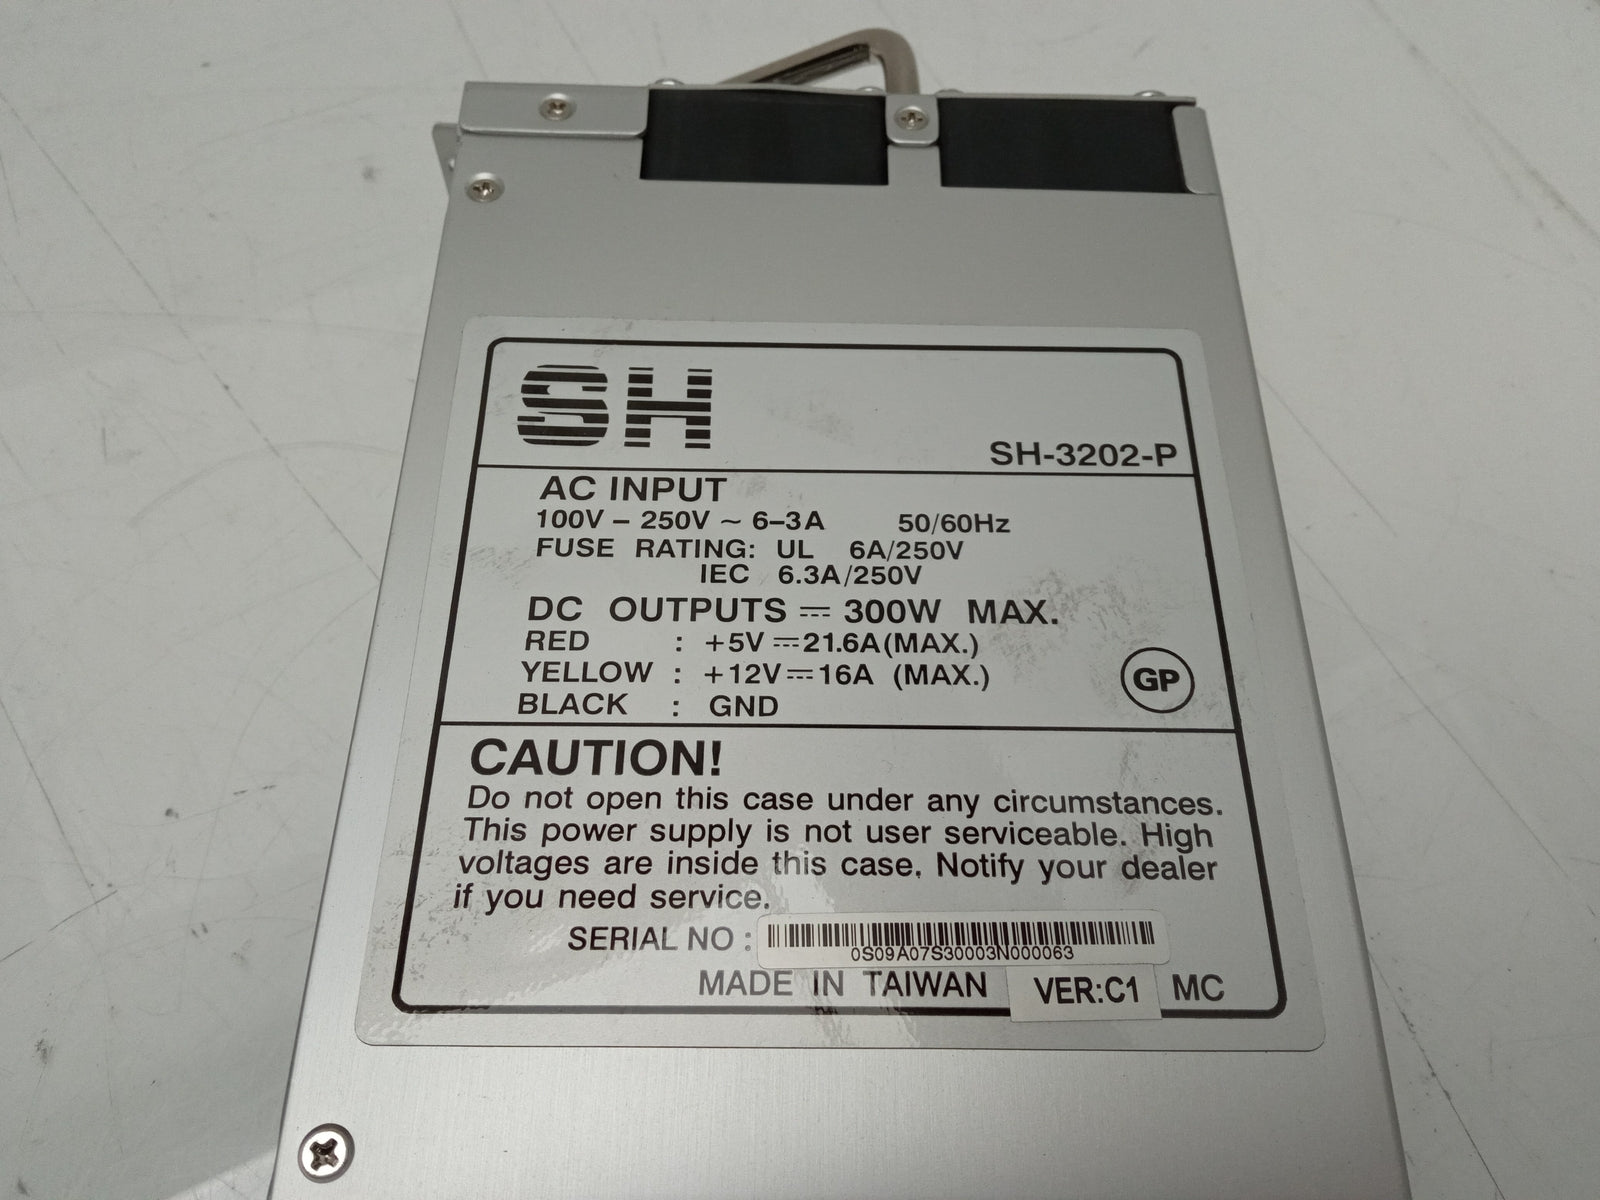 SH
SH-3202-P
AC INPUT
100V – 250V ~ 6–3A 50/60Hz
FUSE RATING: UL 6A/250V
IEC 6.3A/250V
DC OUTPUTS ⎓ 300W MAX.
RED : +5V ⎓ 21.6A(MAX.)
YELLOW : +12V ⎓ 16A (MAX.)
BLACK : GND
GP
CAUTION!
Do not open this case under any circumstances.
This power supply is not user serviceable. High
voltages are inside this case. Notify your dealer
if you need service.
SERIAL NO :
0S09A07S30003N000063
MADE IN TAIWAN VER:C1 MC